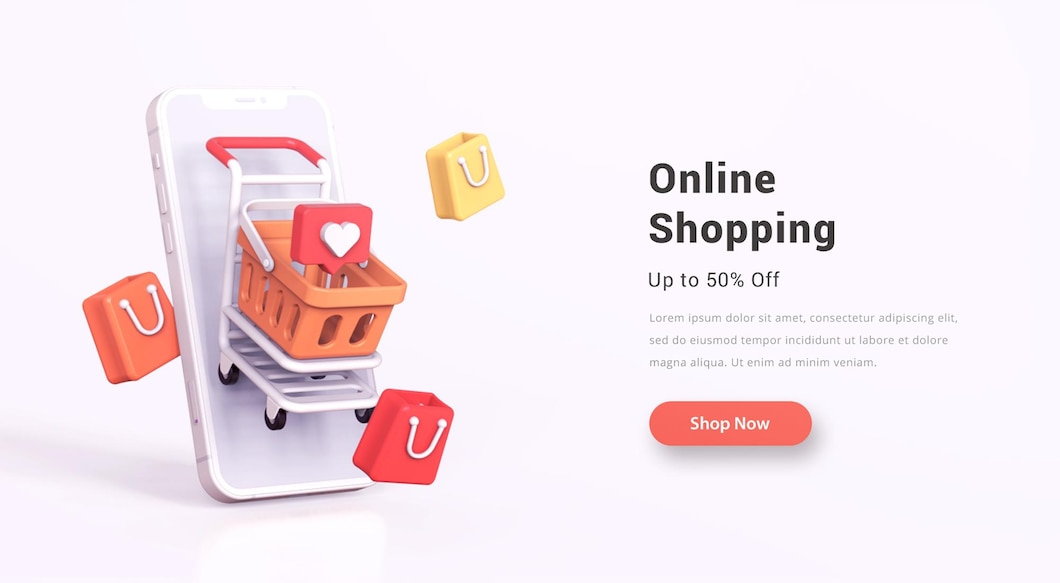 Online
Shopping
Up to 50% Off
Lorem ipsum dolor sit amet, consectetur adipiscing elit,
sed do eiusmod tempor incididunt ut labore et dolore
magna aliqua. Ut enim ad minim veniam.
Shop Now